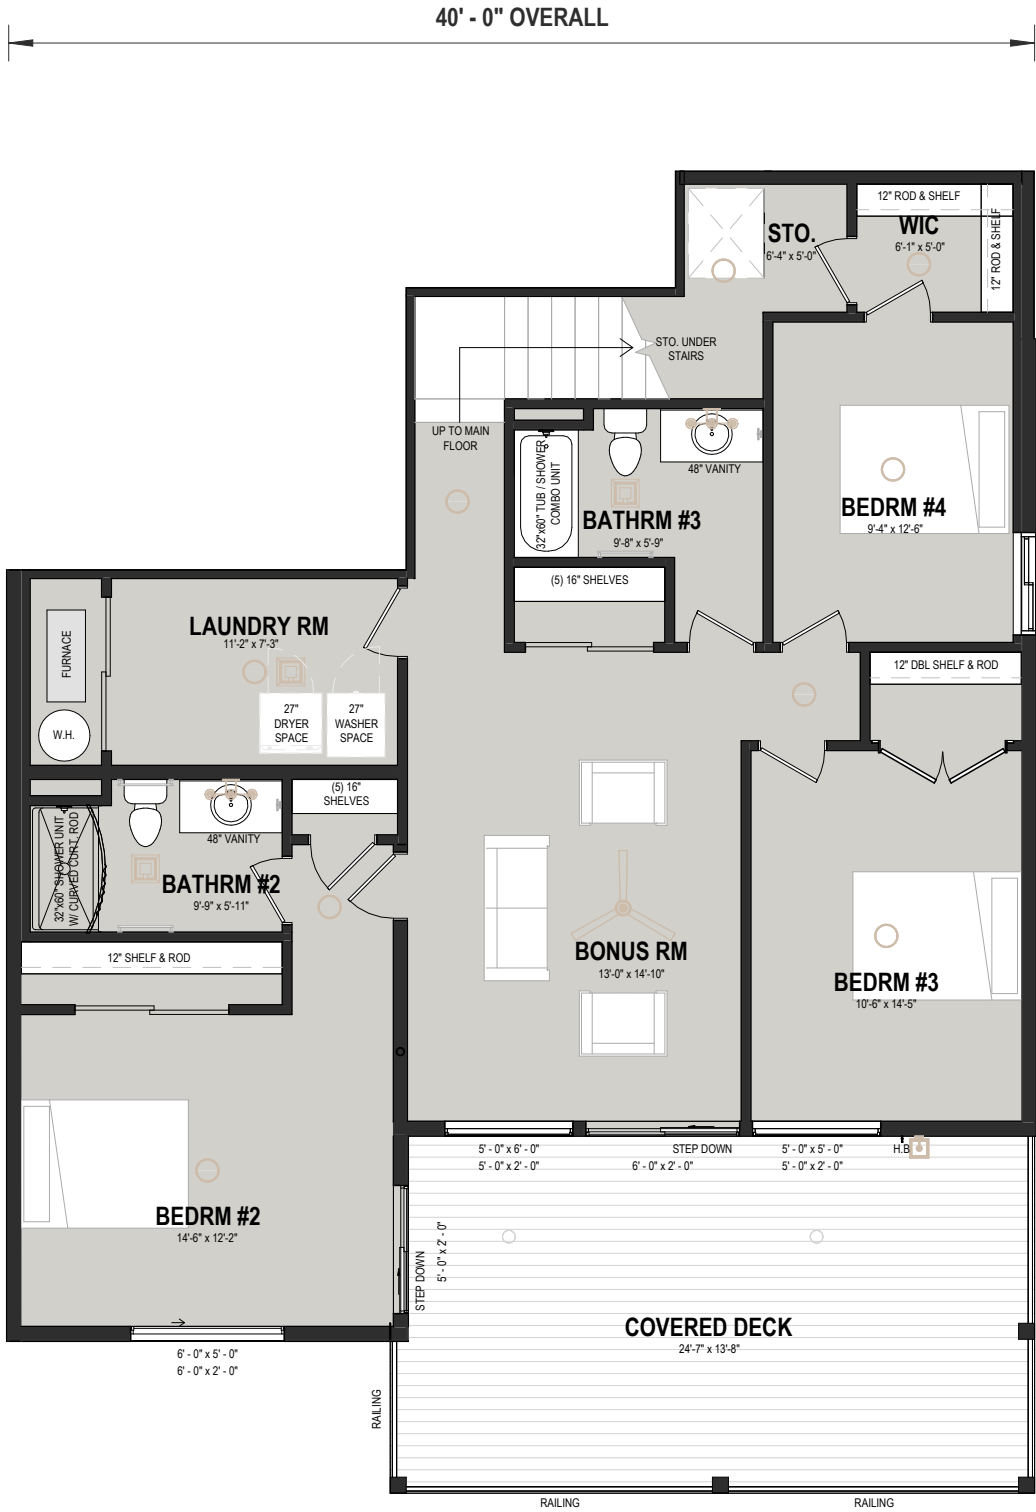 40' - 0" OVERALL
12" ROD & SHELF
WIC
6'-1" x 5'-0"
12" ROD & SHELF
STO.
6'-4" x 5'-0"
STO. UNDER
STAIRS
UP TO MAIN
FLOOR
32"x60" TUB / SHOWER
COMBO UNIT
48" VANITY
BATHRM #3
9'-8" x 5'-9"
(5) 16" SHELVES
BEDRM #4
9'-4" x 12'-6"
LAUNDRY RM
11'-2" x 7'-3"
FURNACE
W.H.
27"
DRYER
SPACE
27"
WASHER
SPACE
12" DBL SHELF & ROD
(5) 16"
SHELVES
48" VANITY
32"x60" SHOWER UNIT
W/ CURVED CURT. ROD
BATHRM #2
9'-9" x 5'-11"
12" SHELF & ROD
BONUS RM
13'-0" x 14'-10"
BEDRM #3
10'-6" x 14'-5"
5' - 0" x 6' - 0"
5' - 0" x 2' - 0"
STEP DOWN
6' - 0" x 2' - 0"
5' - 0" x 5' - 0"
5' - 0" x 2' - 0"
H.B
BEDRM #2
14'-6" x 12'-2"
STEP DOWN
5' - 0" x 2' - 0"
COVERED DECK
24'-7" x 13'-8"
6' - 0" x 5' - 0"
6' - 0" x 2' - 0"
RAILING
RAILING
RAILING